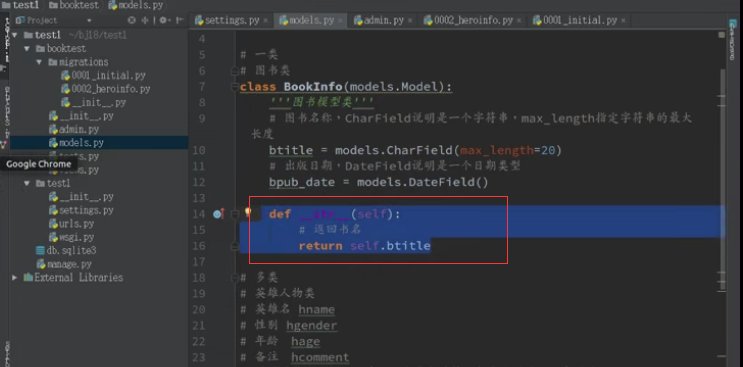 test1 booktest models.py
Project
settings.py
models.py
admin.py
0002_heroinfo.py
0001_initial.py
test1 ~/bj18/test1
booktest
migrations
0001_initial.py
0002_heroinfo.py
__init__.py
__init__.py
admin.py
models.py
Google Chrome
test1
__init__.py
settings.py
urls.py
wsgi.py
db.sqlite3
manage.py
External Libraries
4
5 # 一类
6 # 图书类
7 class BookInfo(models.Model):
8 '''图书模型类'''
9 # 图书名称，CharField说明是一个字符串，max_length指定字符串的最大
长度
10 btitle = models.CharField(max_length=20)
11 # 出版日期，DateField说明是一个日期类型
12 bpub_date = models.DateField()
13
14 def __str__(self):
15 # 返回书名
16 return self.btitle
17
18 # 多类
19 # 英雄人物类
20 # 英雄名 hname
21 # 性别 hgender
22 # 年龄 hage
23 # 备注 hcomment